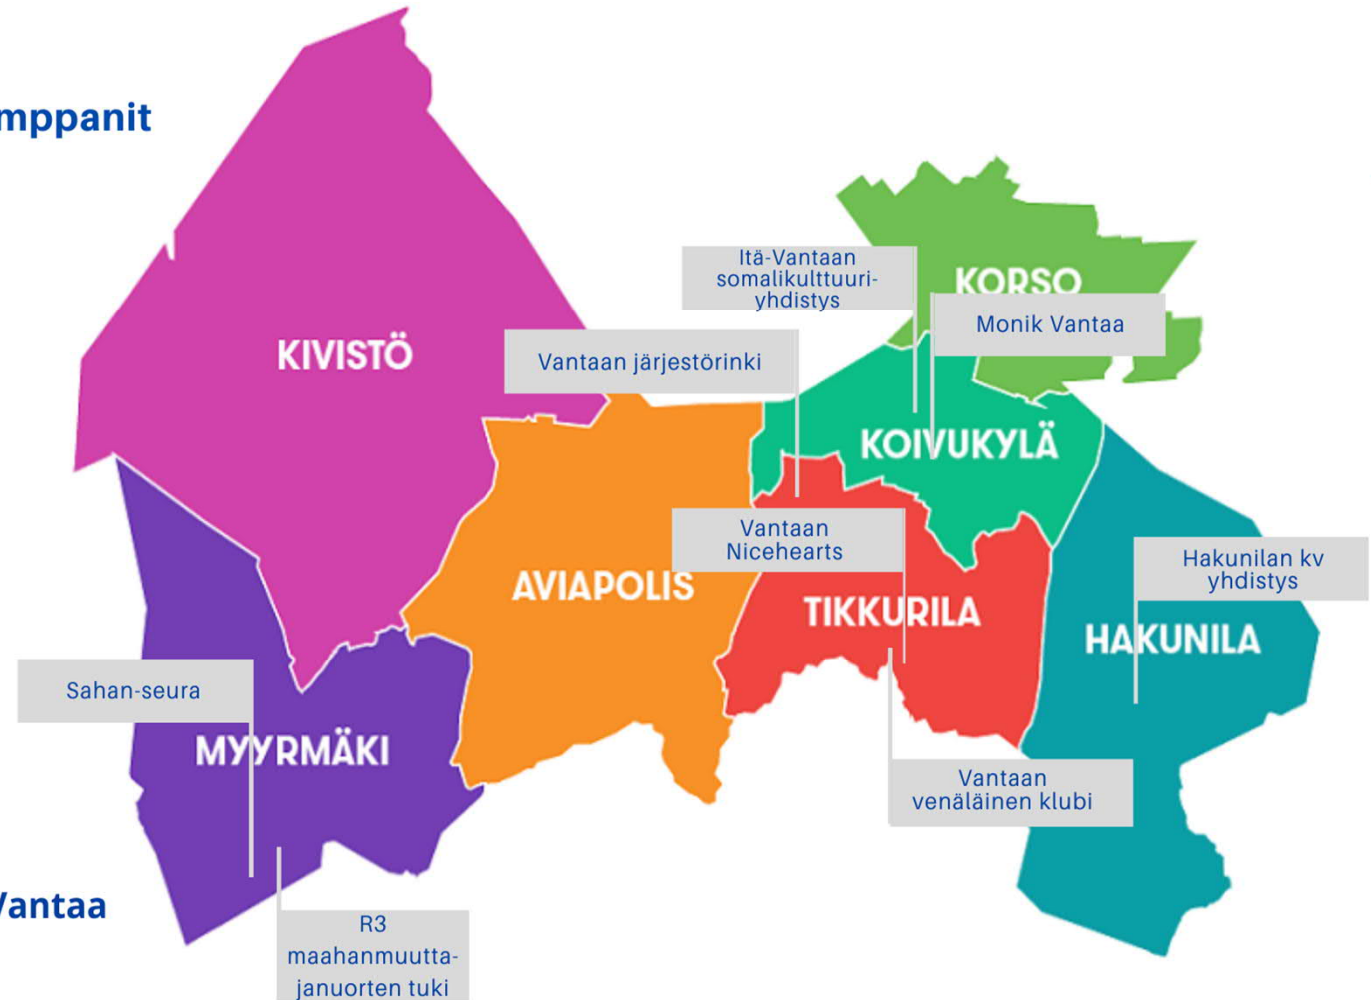 mppanit
Itä-Vantaan
somalikulttuuri-
yhdistys
KORSO
Monik Vantaa
KIVISTÖ
Vantaan järjestörinki
KOIVUKYLÄ
Vantaan
Nicehearts
Hakunilan kv
yhdistys
AVIAPOLIS
TIKKURILA
HAKUNILA
Sahan-seura
MYYRMÄKI
Vantaan
venäläinen klubi
Vantaa
R3
maahanmuutta-
januorten tuki